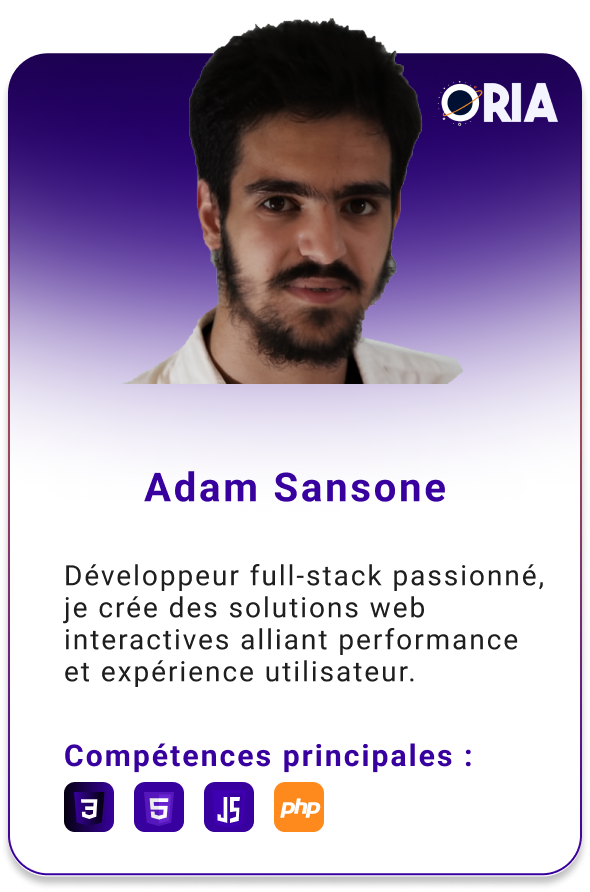 ORIA
Adam Sansone
Développeur full-stack passionné,
je crée des solutions web
interactives alliant performance
et expérience utilisateur.
Compétences principales :
3 5 JS php